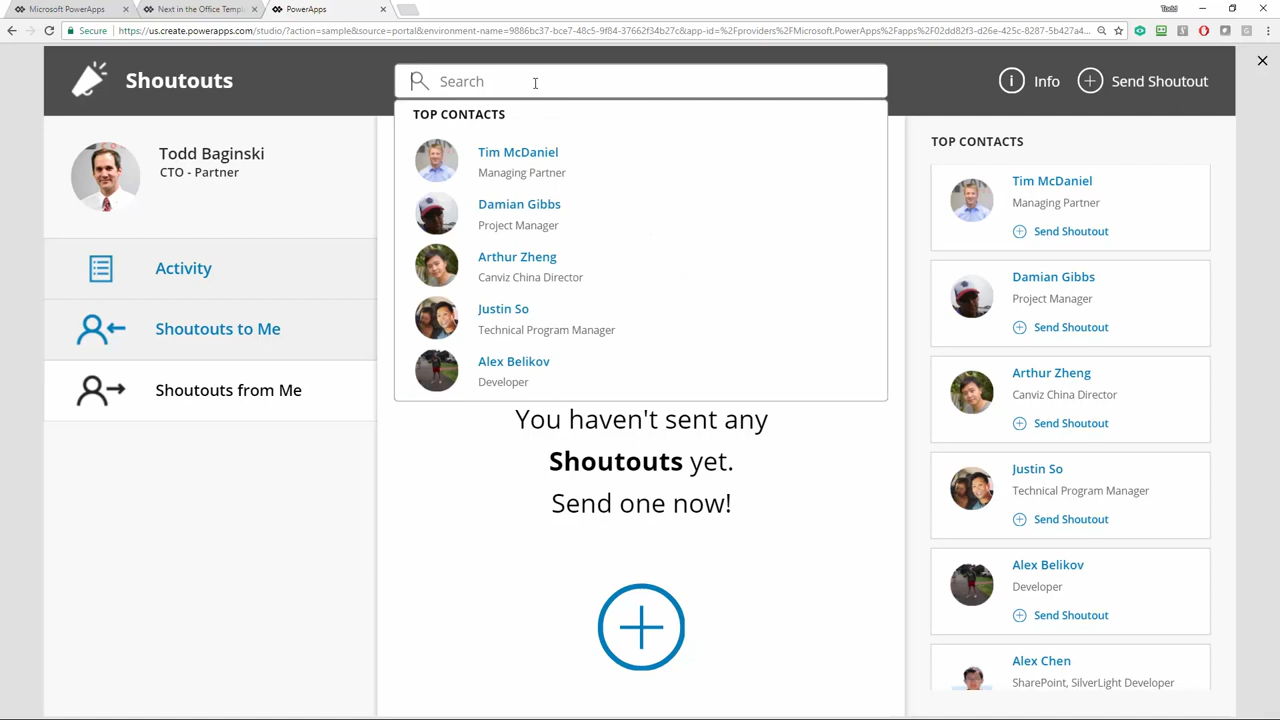 Microsoft PowerApps
Next in the Office Templ
PowerApps
Todd
Secure
https://us.create.powerapps.com/studio/?action=sample&source=portal&environment-name=9886bc37-bce7-48c5-9f84-37662f34b27c&app-id=%2Fproviders%2FMicrosoft.PowerApps%2Fapps%2F02dd82f3-d26e-425c-8287-5b427a4...
Shoutouts
Search
Info
Send Shoutout
Todd Baginski
CTO - Partner
Activity
Shoutouts to Me
Shoutouts from Me
TOP CONTACTS
Tim McDaniel
Managing Partner
Damian Gibbs
Project Manager
Arthur Zheng
Canviz China Director
Justin So
Technical Program Manager
Alex Belikov
Developer
You haven't sent any
Shoutouts yet.
Send one now!
TOP CONTACTS
Tim McDaniel
Managing Partner
Send Shoutout
Damian Gibbs
Project Manager
Send Shoutout
Arthur Zheng
Canviz China Director
Send Shoutout
Justin So
Technical Program Manager
Send Shoutout
Alex Belikov
Developer
Send Shoutout
Alex Chen
SharePoint, SilverLight Developer